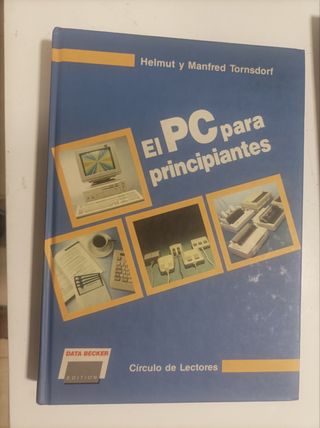 Helmut y Manfred Tornsdorf
El PC para
principiantes
DATA BECKER
EDITION
Círculo de Lectores